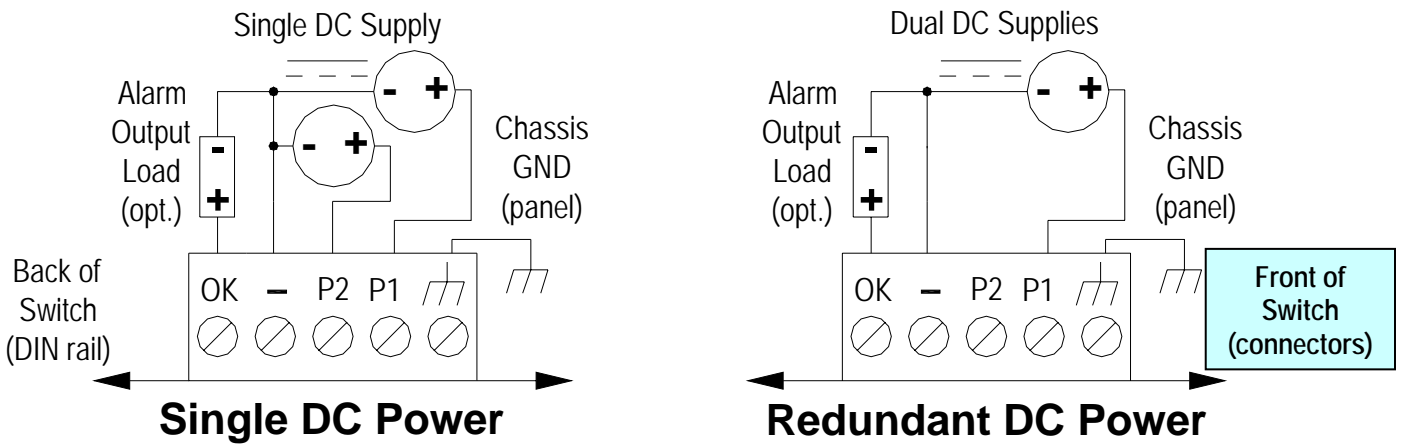 Single DC Supply
Alarm
Output
Load
(opt.)
- +
- +
-
+
Chassis
GND
(panel)
Back of
Switch
(DIN rail)
OK – P2 P1
Single DC Power
Dual DC Supplies
Alarm
Output
Load
(opt.)
- +
-
+
Chassis
GND
(panel)
OK – P2 P1
Front of
Switch
(connectors)
Redundant DC Power